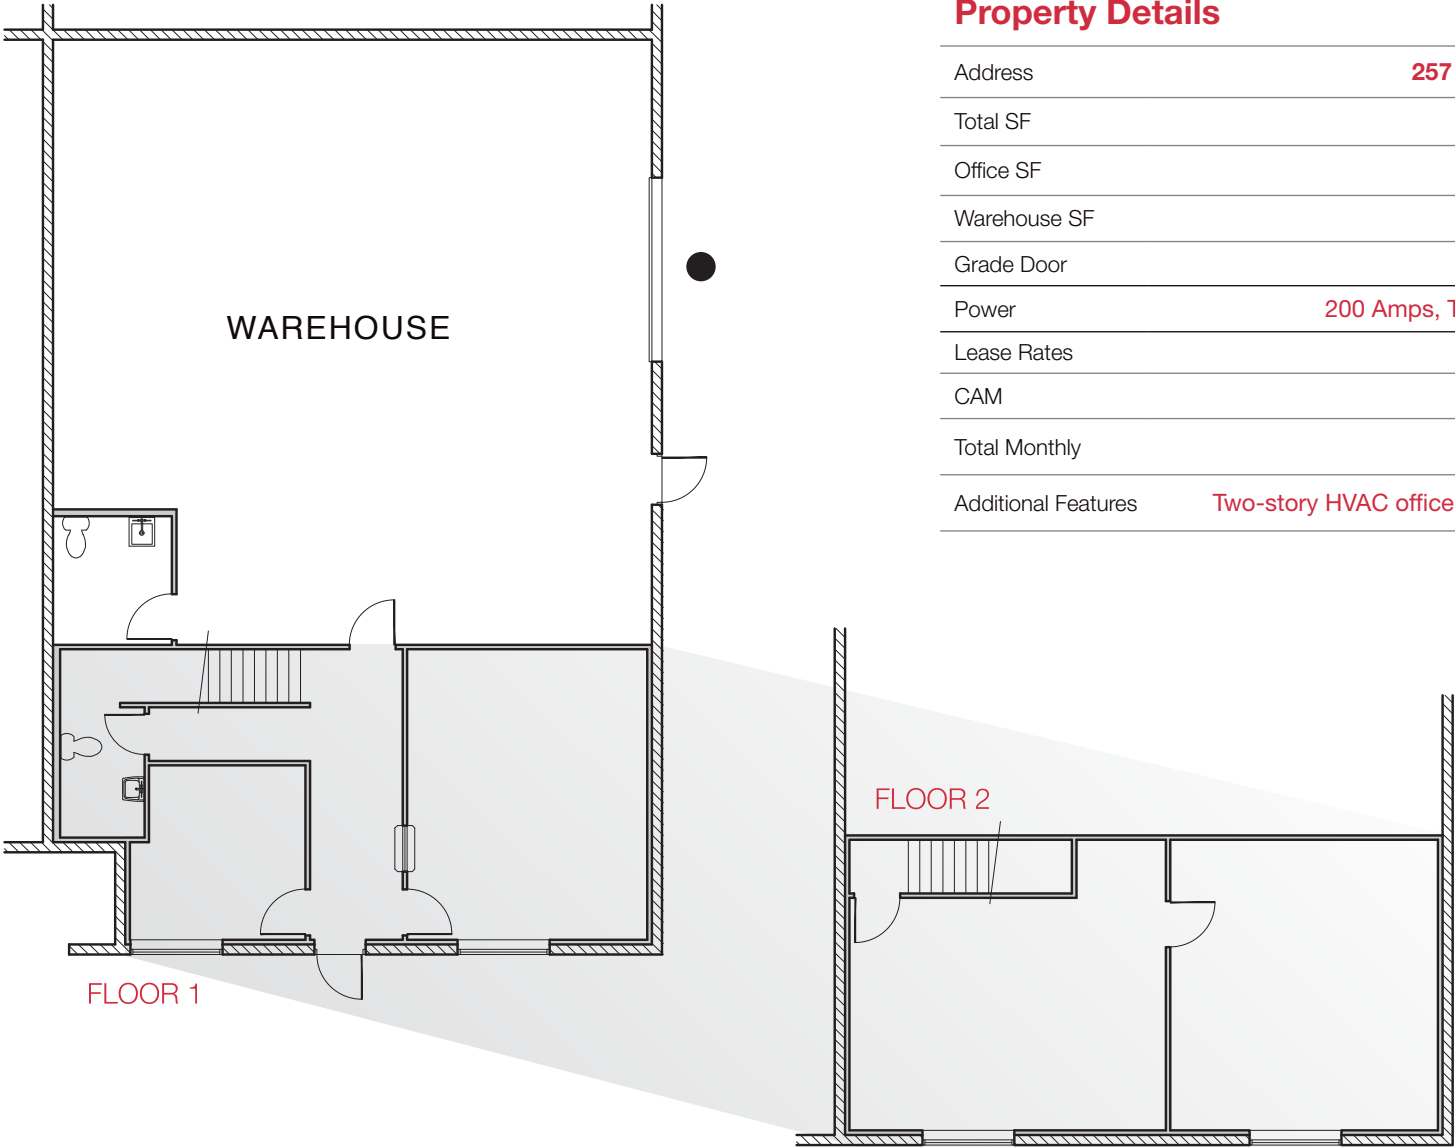 Property Details
Address 257
Total SF
Office SF
Warehouse SF
Grade Door
Power 200 Amps,
Lease Rates
CAM
Total Monthly
Additional Features Two-story HVAC office
WAREHOUSE
FLOOR 2
FLOOR 1